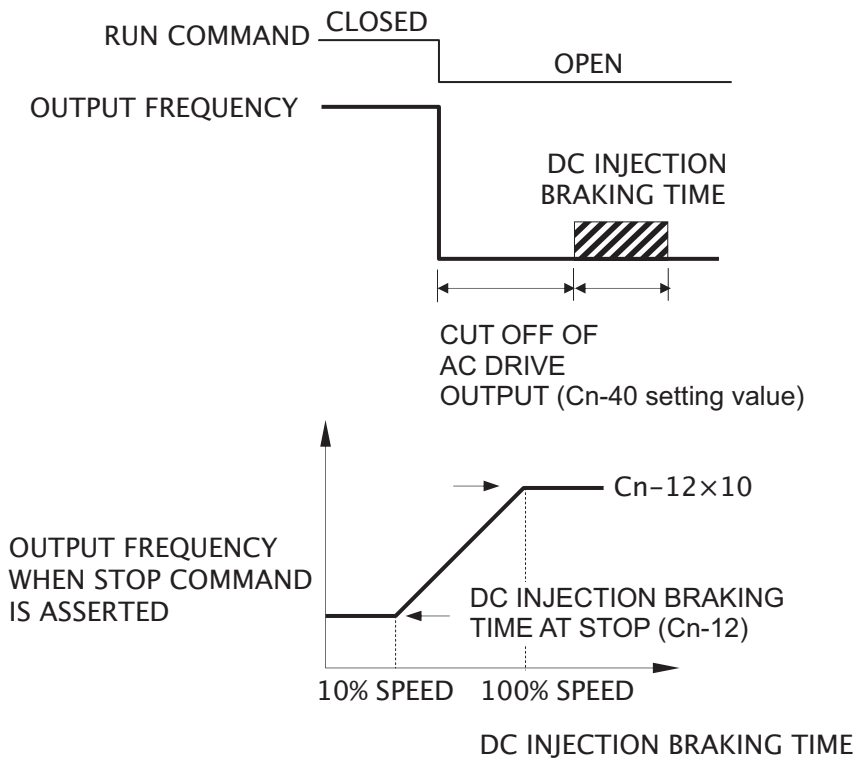 RUN COMMAND
CLOSED
OPEN
OUTPUT FREQUENCY
DC INJECTION
BRAKING TIME
CUT OFF OF
AC DRIVE
OUTPUT (Cn-40 setting value)
Cn-12×10
OUTPUT FREQUENCY
WHEN STOP COMMAND
IS ASSERTED
DC INJECTION BRAKING
TIME AT STOP (Cn-12)
10% SPEED
100% SPEED
DC INJECTION BRAKING TIME